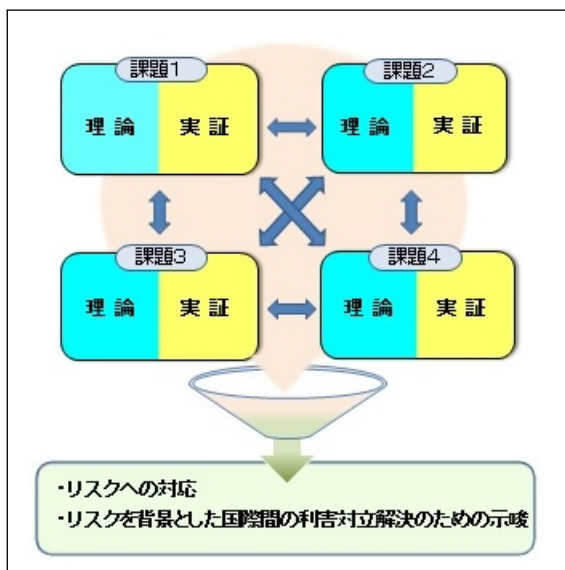 課題1
課題2
理論 実証
理論 実証
課題3
課題4
理論 実証
理論 実証
・リスクへの対応
・リスクを背景とした国際間の利害対立解決のための示唆